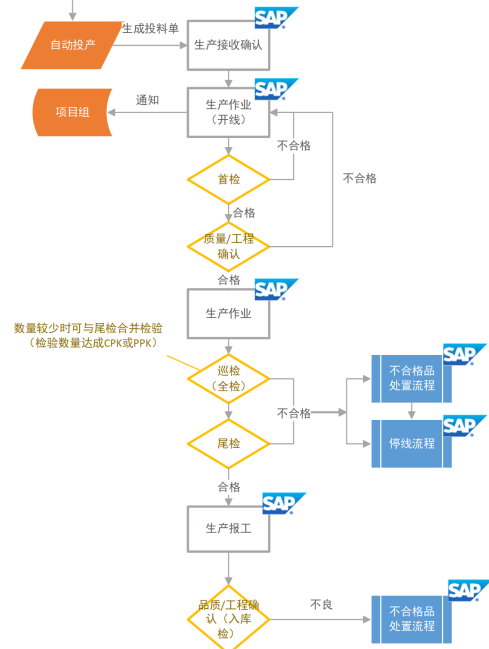 生成投料单
SAP
自动投产
生产接收确认
SAP
通知
生产作业
（开线）
项目组
不合格
首检
不合格
合格
质量/工程
确认
合格
SAP
生产作业
数量较少时可与尾检合并检验
（检验数量达成CPK或PPK）
SAP
巡检
（全检）
不合格品
处置流程
不合格
SAP
尾检
停线流程
合格
SAP
生产报工
SAP
品质/工程确
认（入库
检）
不良
不合格品
处置流程